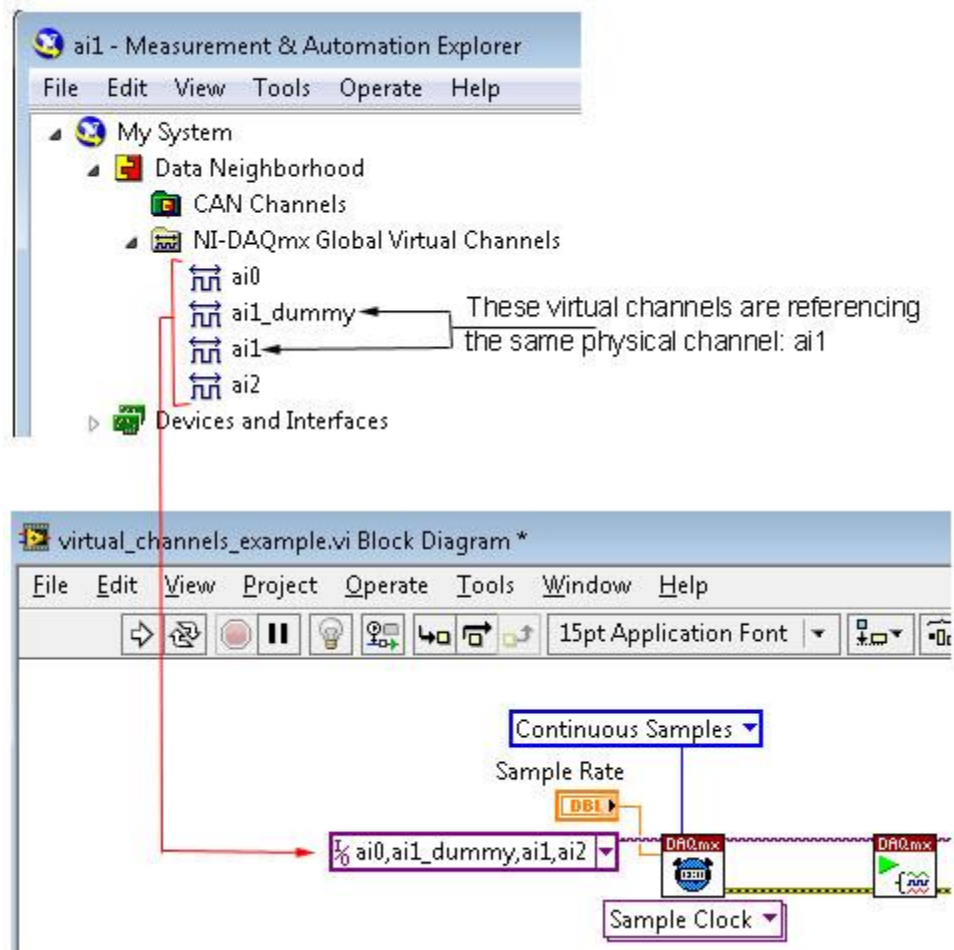 ai1 - Measurement & Automation Explorer
File Edit View Tools Operate Help
My System
Data Neighborhood
CAN Channels
NI-DAQmx Global Virtual Channels
ai0
ai1_dummy
ai1
ai2
These virtual channels are referencing
the same physical channel: ai1
Devices and Interfaces
virtual_channels_example.vi Block Diagram *
File Edit View Project Operate Tools Window Help
15pt Application Font
Continuous Samples
Sample Rate
DBL
I/O ai0,ai1_dummy,ai1,ai2
DAQmx
DAQmx
Sample Clock